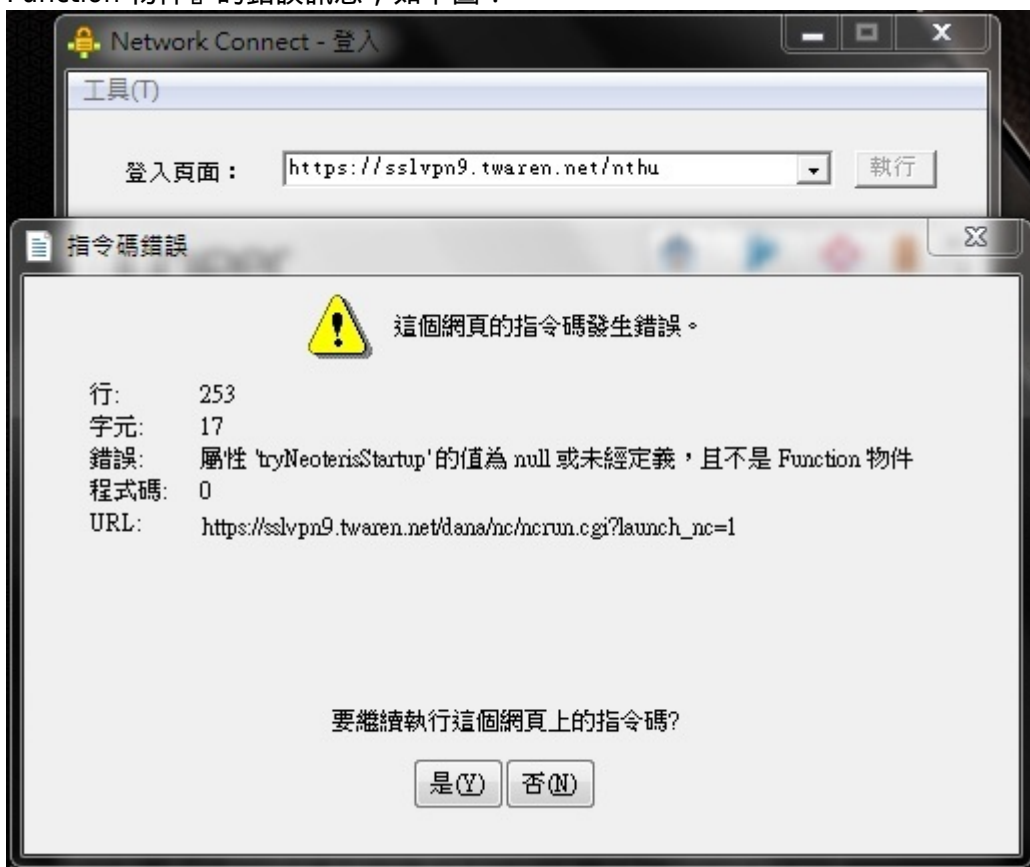 Function 物件』的錯誤訊息，如下圖：
Network Connect - 登入
工具(T)
登入頁面：
https://sslvpn9.twaren.net/nthu
執行
指令碼錯誤
這個網頁的指令碼發生錯誤。
行: 253
字元: 17
錯誤: 屬性 'tryNeoterisStartup' 的值為 null 或未經定義，且不是 Function 物件
程式碼: 0
URL: https://sslvpn9.twaren.net/dana/nc/ncrun.cgi?launch_nc=1
要繼續執行這個網頁上的指令碼?
是(Y) 否(N)